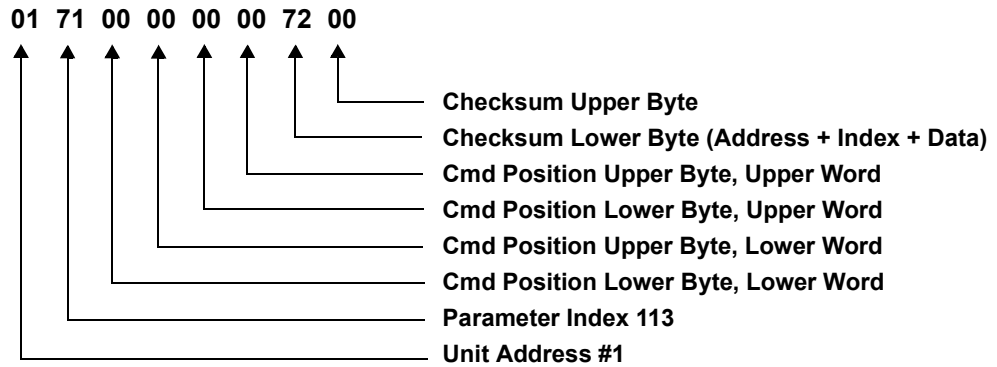 01 71 00 00 00 00 72 00
Checksum Upper Byte
Checksum Lower Byte (Address + Index + Data)
Cmd Position Upper Byte, Upper Word
Cmd Position Lower Byte, Upper Word
Cmd Position Upper Byte, Lower Word
Cmd Position Lower Byte, Lower Word
Parameter Index 113
Unit Address #1